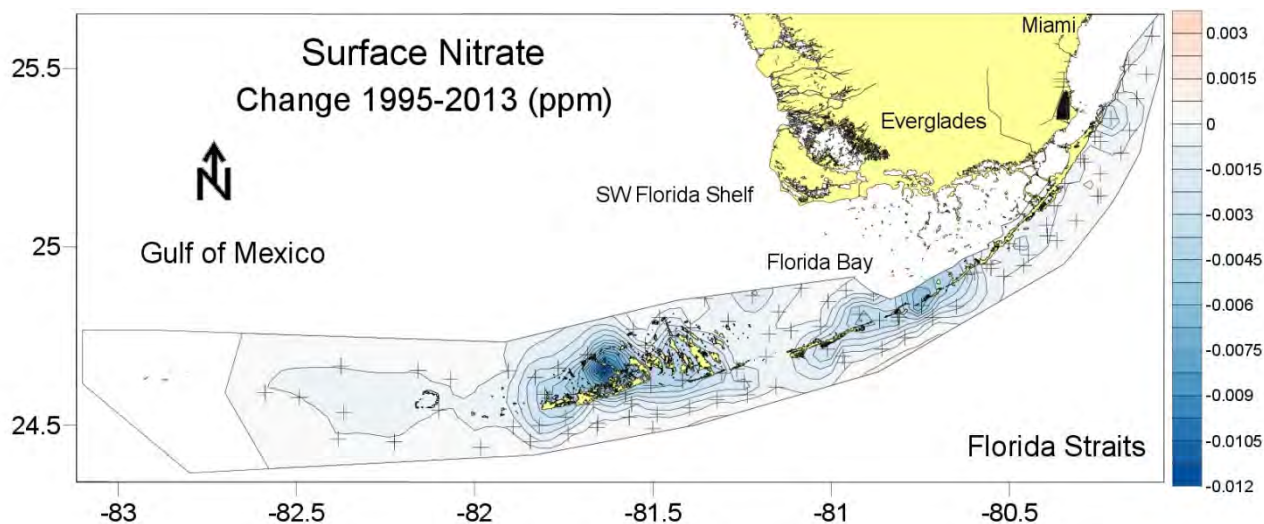 Surface Nitrate
Change 1995-2013 (ppm)
Miami
Everglades
N
SW Florida Shelf
Gulf of Mexico
Florida Bay
Florida Straits
25.5
25
24.5
-83
-82.5
-82
-81.5
-81
-80.5
0.003
0.0015
0
-0.0015
-0.003
-0.0045
-0.006
-0.0075
-0.009
-0.0105
-0.012